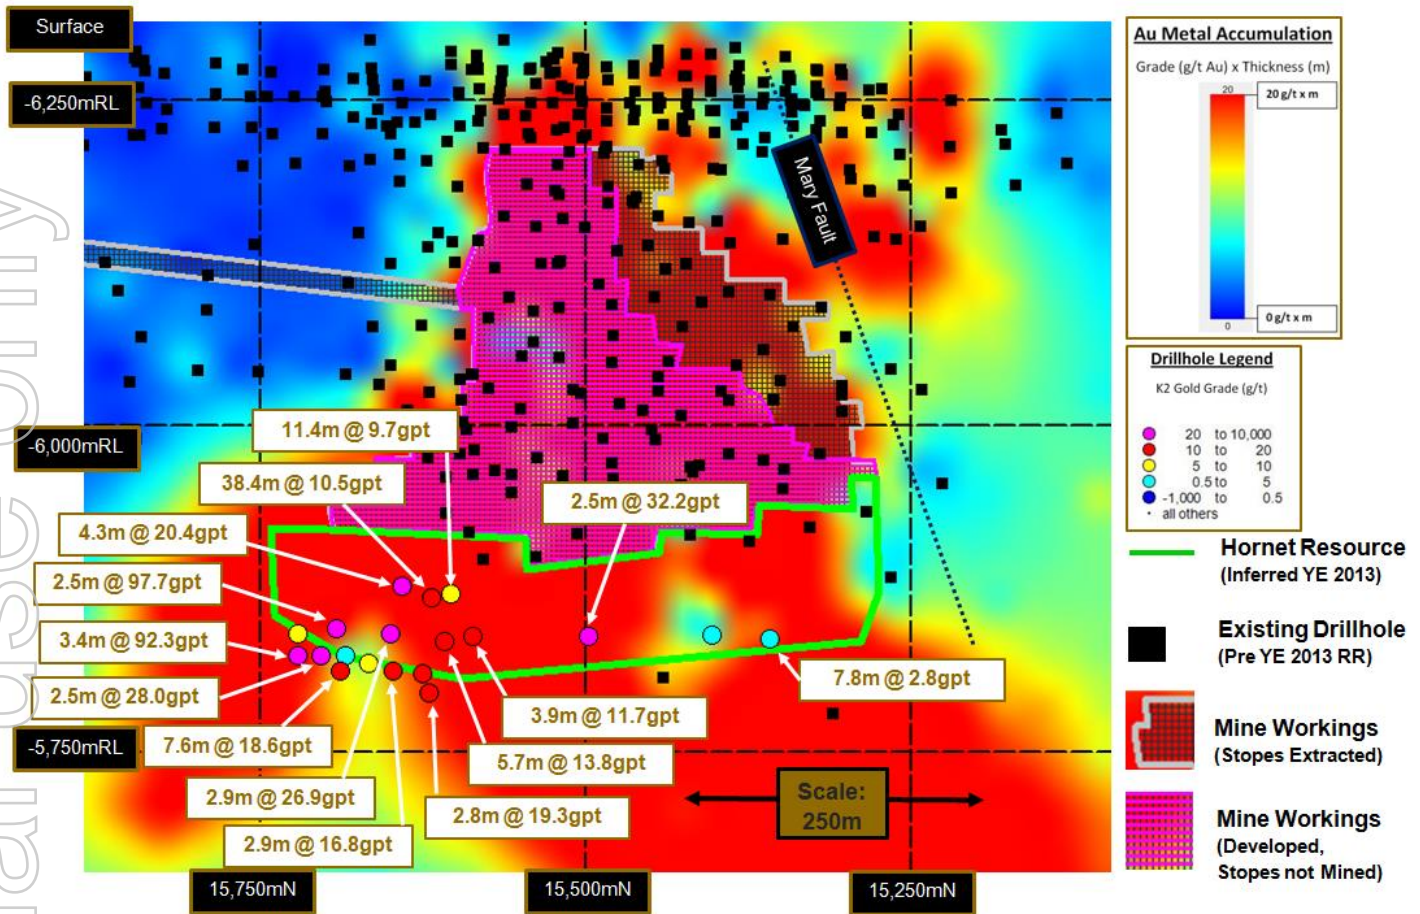 Surface
-6,250mRL
-6,000mRL
-5,750mRL
Mary Fault
11.4m @ 9.7gpt
38.4m @ 10.5gpt
2.5m @ 32.2gpt
4.3m @ 20.4gpt
2.5m @ 97.7gpt
3.4m @ 92.3gpt
2.5m @ 28.0gpt
7.6m @ 18.6gpt
2.9m @ 26.9gpt
2.9m @ 16.8gpt
2.8m @ 19.3gpt
5.7m @ 13.8gpt
3.9m @ 11.7gpt
7.8m @ 2.8gpt
Scale:
250m
15,750mN
15,500mN
15,250mN
Au Metal Accumulation
Grade (g/t Au) x Thickness (m)
20
20 g/t x m
0 g/t x m
0
Drillhole Legend
K2 Gold Grade (g/t)
20 to 10,000
10 to 20
5 to 10
0.5 to 5
-1,000 to 0.5
all others
Hornet Resource
(Inferred YE 2013)
Existing Drillhole
(Pre YE 2013 RR)
Mine Workings
(Stopes Extracted)
Mine Workings
(Developed,
Stopes not Mined)
use only